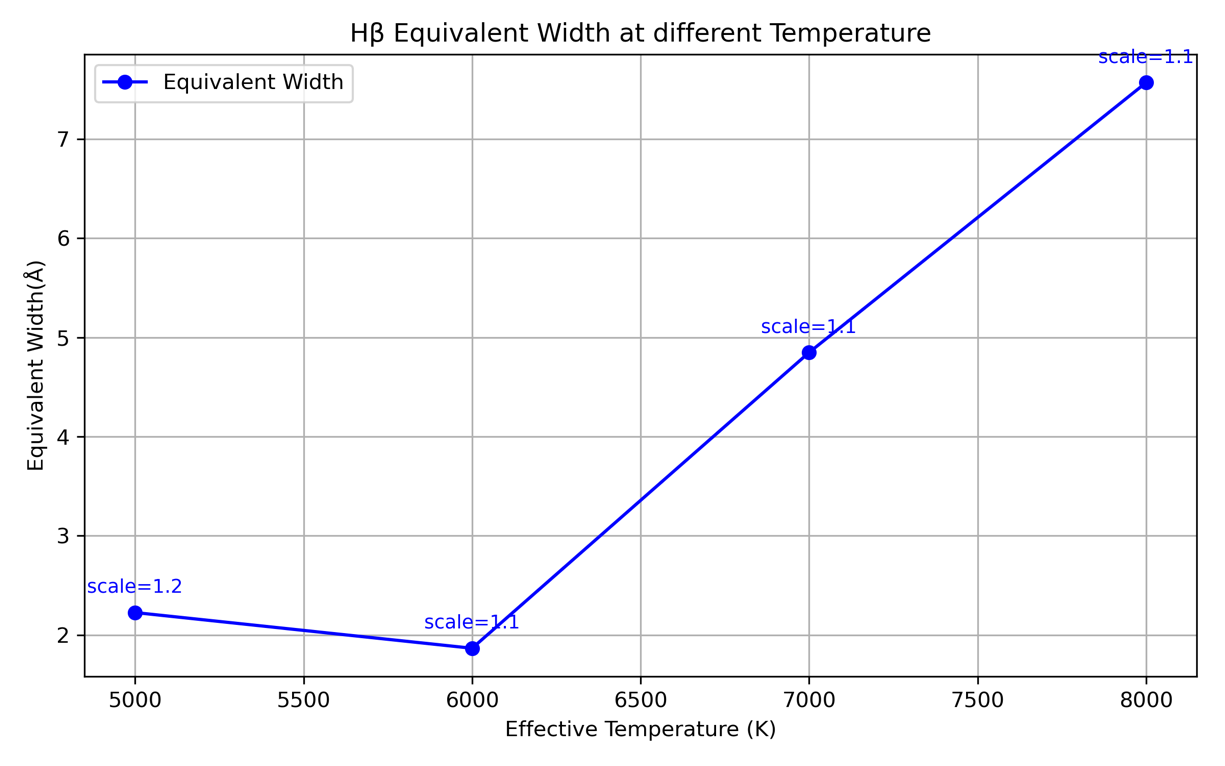 Hβ Equivalent Width at different Temperature
scale=1.1
Equivalent Width
7
6
scale=1.1
5
Equivalent Width(Å)
4
3
scale=1.2
scale=1.1
2
5000 5500 6000 6500 7000 7500 8000
Effective Temperature (K)